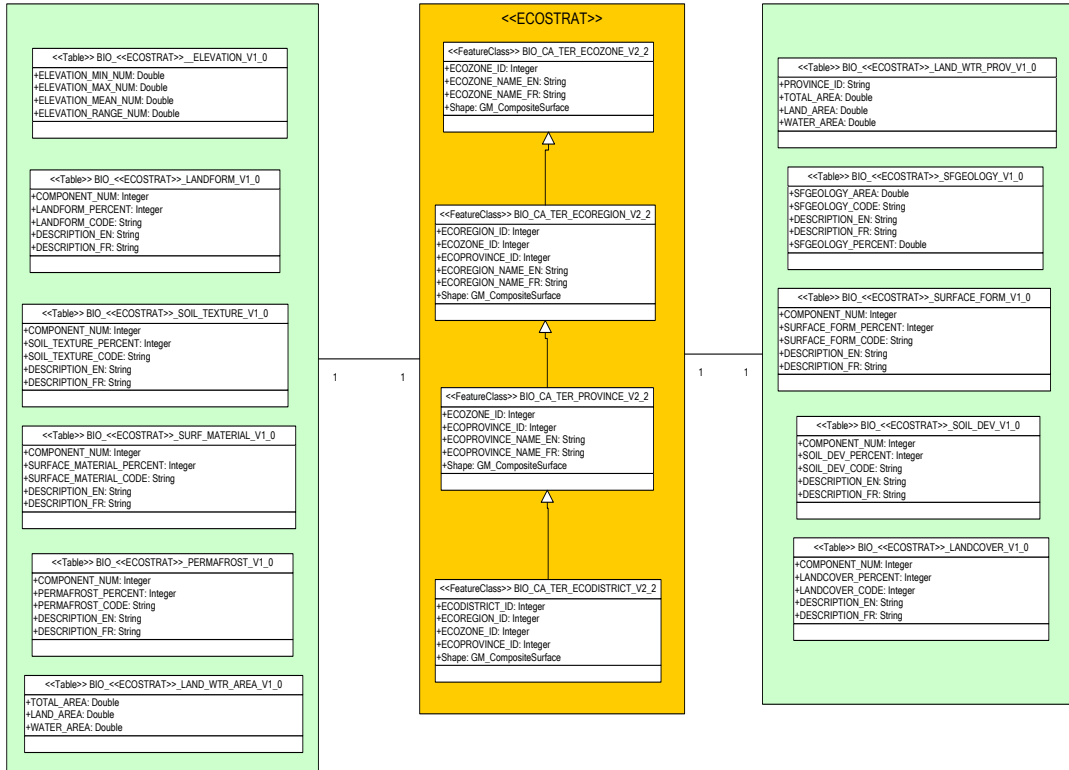 <<Table>> BIO_<<ECOSTRAT>>__ELEVATION_V1_0
+ELEVATION_MIN_NUM: Double
+ELEVATION_MAX_NUM: Double
+ELEVATION_MEAN_NUM: Double
+ELEVATION_RANGE_NUM: Double
<<Table>> BIO_<<ECOSTRAT>>_LANDFORM_V1_0
+COMPONENT_NUM: Integer
+LANDFORM_PERCENT: Integer
+LANDFORM_CODE: String
+DESCRIPTION_EN: String
+DESCRIPTION_FR: String
<<Table>> BIO_<<ECOSTRAT>>_SOIL_TEXTURE_V1_0
+COMPONENT_NUM: Integer
+SOIL_TEXTURE_PERCENT: Integer
+SOIL_TEXTURE_CODE: String
+DESCRIPTION_EN: String
+DESCRIPTION_FR: String
<<Table>> BIO_<<ECOSTRAT>>_SURF_MATERIAL_V1_0
+COMPONENT_NUM: Integer
+SURFACE_MATERIAL_PERCENT: Integer
+SURFACE_MATERIAL_CODE: String
+DESCRIPTION_EN: String
+DESCRIPTION_FR: String
<<Table>> BIO_<<ECOSTRAT>>_PERMAFROST_V1_0
+COMPONENT_NUM: Integer
+PERMAFROST_PERCENT: Integer
+PERMAFROST_CODE: String
+DESCRIPTION_EN: String
+DESCRIPTION_FR: String
<<Table>> BIO_<<ECOSTRAT>>_LAND_WTR_AREA_V1_0
+TOTAL_AREA: Double
+LAND_AREA: Double
+WATER_AREA: Double
1
1
<<ECOSTRAT>>
<<FeatureClass>> BIO_CA_TER_ECOZONE_V2_2
+ECOZONE_ID: Integer
+ECOZONE_NAME_EN: String
+ECOZONE_NAME_FR: String
+Shape: GM_CompositeSurface
<<FeatureClass>> BIO_CA_TER_ECOREGION_V2_2
+ECOREGION_ID: Integer
+ECOZONE_ID: Integer
+ECOPROVINCE_ID: Integer
+ECOREGION_NAME_EN: String
+ECOREGION_NAME_FR: String
+Shape: GM_CompositeSurface
<<FeatureClass>> BIO_CA_TER_PROVINCE_V2_2
+ECOZONE_ID: Integer
+ECOPROVINCE_ID: Integer
+ECOPROVINCE_NAME_EN: String
+ECOPROVINCE_NAME_FR: String
+Shape: GM_CompositeSurface
<<FeatureClass>> BIO_CA_TER_ECODISTRICT_V2_2
+ECODISTRICT_ID: Integer
+ECOREGION_ID: Integer
+ECOZONE_ID: Integer
+ECOPROVINCE_ID: Integer
+Shape: GM_CompositeSurface
1
1
<<Table>> BIO_<<ECOSTRAT>>_LAND_WTR_PROV_V1_0
+PROVINCE_ID: String
+TOTAL_AREA: Double
+LAND_AREA: Double
+WATER_AREA: Double
<<Table>> BIO_<<ECOSTRAT>>_SFGEOLOGY_V1_0
+SFGEOLOGY_AREA: Double
+SFGEOLOGY_CODE: String
+DESCRIPTION_EN: String
+DESCRIPTION_FR: String
+SFGEOLOGY_PERCENT: Double
<<Table>> BIO_<<ECOSTRAT>>_SURFACE_FORM_V1_0
+COMPONENT_NUM: Integer
+SURFACE_FORM_PERCENT: Integer
+SURFACE_FORM_CODE: String
+DESCRIPTION_EN: String
+DESCRIPTION_FR: String
<<Table>> BIO_<<ECOSTRAT>>_SOIL_DEV_V1_0
+COMPONENT_NUM: Integer
+SOIL_DEV_PERCENT: Integer
+SOIL_DEV_CODE: String
+DESCRIPTION_EN: String
+DESCRIPTION_FR: String
<<Table>> BIO_<<ECOSTRAT>>_LANDCOVER_V1_0
+COMPONENT_NUM: Integer
+LANDCOVER_PERCENT: Integer
+LANDCOVER_CODE: Integer
+DESCRIPTION_EN: String
+DESCRIPTION_FR: String